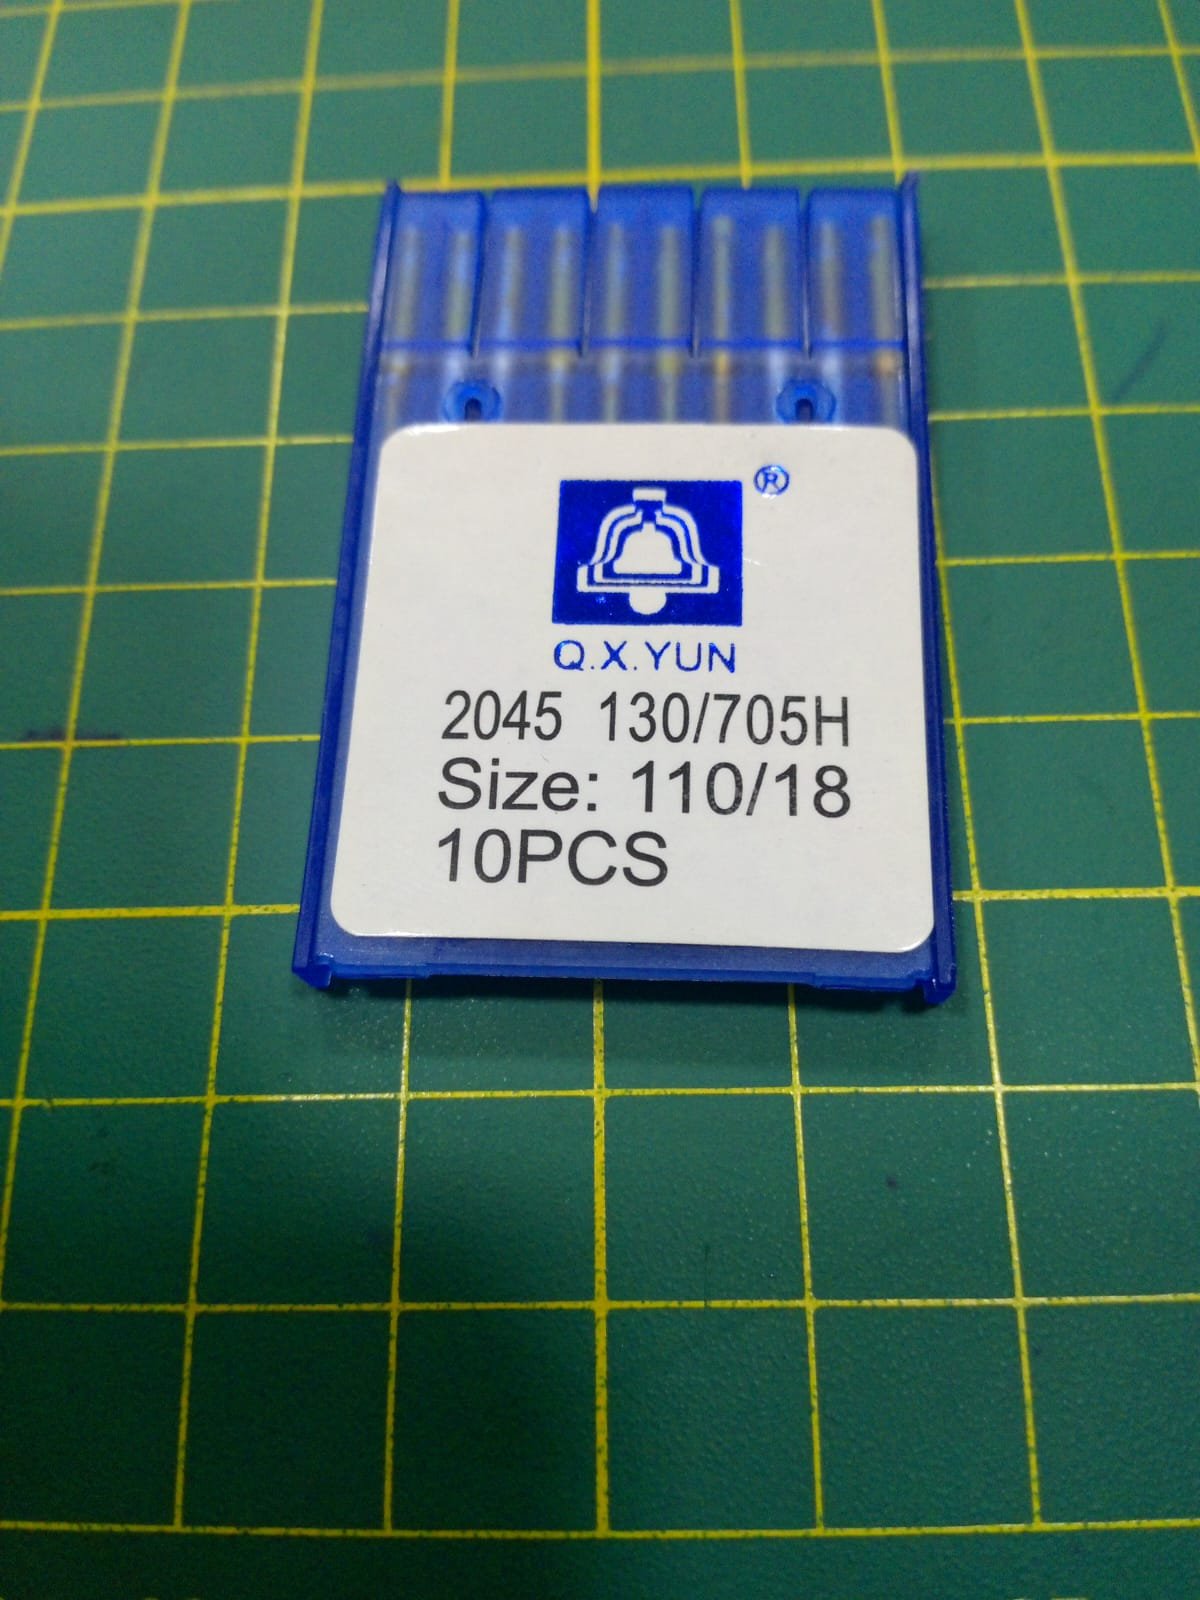 ®
Q.X.YUN
2045 130/705H
Size: 110/18
10PCS